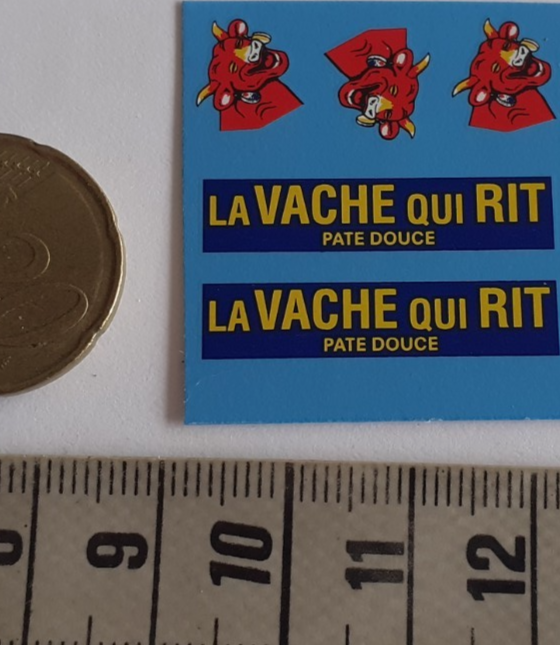 LA VACHE QUI RIT
PATE DOUCE
LA VACHE QUI RIT
PATE DOUCE
9 10 11 12